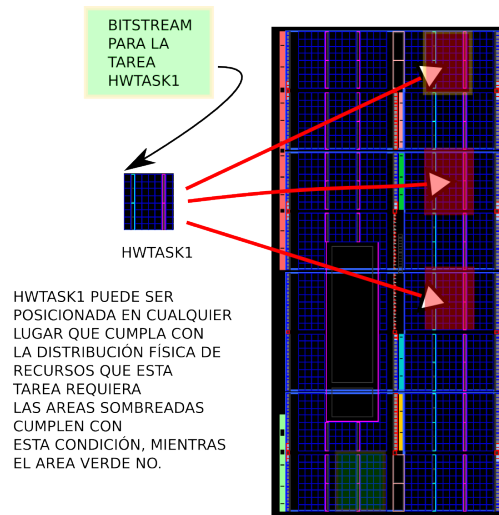 BITSTREAM
PARA LA
TAREA
HWTASK1
HWTASK1
HWTASK1 PUEDE SER
POSICIONADA EN CUALQUIER
LUGAR QUE CUMPLA CON
LA DISTRIBUCIÓN FÍSICA DE
RECURSOS QUE ESTA
TAREA REQUIERA
LAS AREAS SOMBREADAS
CUMPLEN CON
ESTA CONDICIÓN, MIENTRAS
EL AREA VERDE NO.